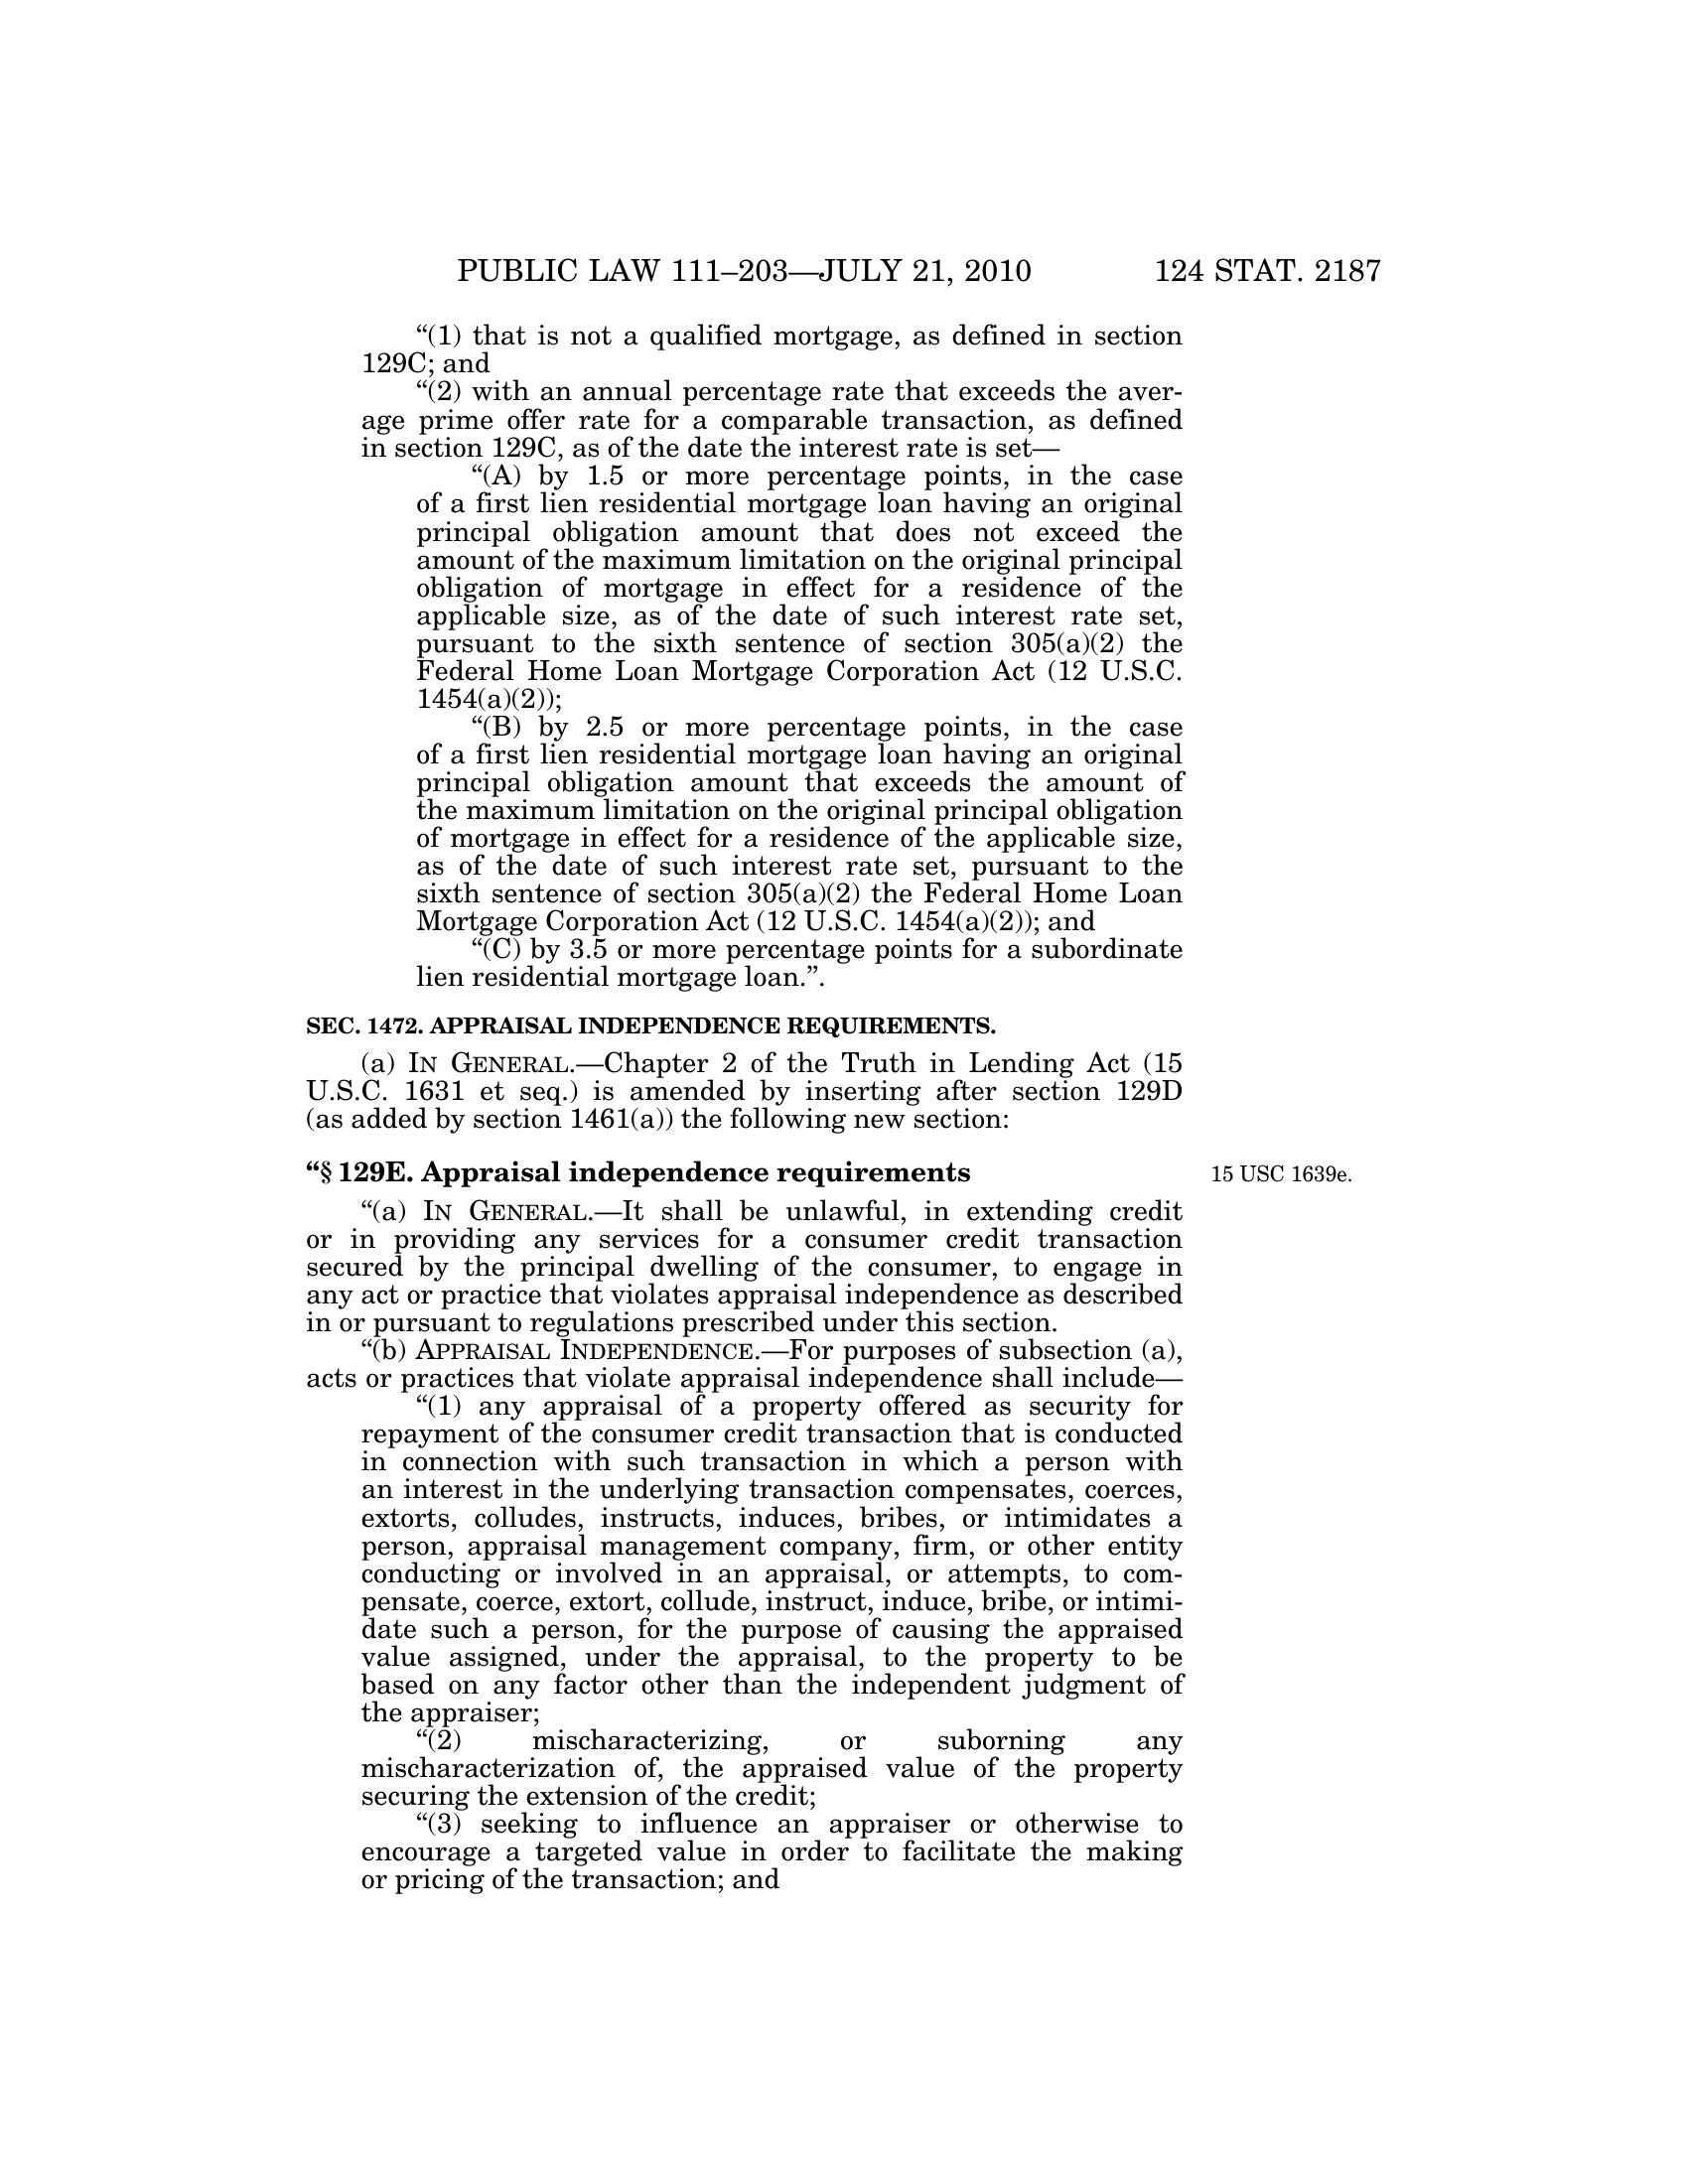 PUBLIC LAW 111–203—JULY 21, 2010 124 STAT. 2187
“(1) that is not a qualified mortgage, as defined in section
129C; and
“(2) with an annual percentage rate that exceeds the aver-
age prime offer rate for a comparable transaction, as defined
in section 129C, as of the date the interest rate is set—
“(A) by 1.5 or more percentage points, in the case
of a first lien residential mortgage loan having an original
principal obligation amount that does not exceed the
amount of the maximum limitation on the original principal
obligation of mortgage in effect for a residence of the
applicable size, as of the date of such interest rate set,
pursuant to the sixth sentence of section 305(a)(2) the
Federal Home Loan Mortgage Corporation Act (12 U.S.C.
1454(a)(2));
“(B) by 2.5 or more percentage points, in the case
of a first lien residential mortgage loan having an original
principal obligation amount that exceeds the amount of
the maximum limitation on the original principal obligation
of mortgage in effect for a residence of the applicable size,
as of the date of such interest rate set, pursuant to the
sixth sentence of section 305(a)(2) the Federal Home Loan
Mortgage Corporation Act (12 U.S.C. 1454(a)(2)); and
“(C) by 3.5 or more percentage points for a subordinate
lien residential mortgage loan.”.
SEC. 1472. APPRAISAL INDEPENDENCE REQUIREMENTS.
(a) IN GENERAL.—Chapter 2 of the Truth in Lending Act (15
U.S.C. 1631 et seq.) is amended by inserting after section 129D
(as added by section 1461(a)) the following new section:
“§ 129E. Appraisal independence requirements
15 USC 1639e.
“(a) IN GENERAL.—It shall be unlawful, in extending credit
or in providing any services for a consumer credit transaction
secured by the principal dwelling of the consumer, to engage in
any act or practice that violates appraisal independence as described
in or pursuant to regulations prescribed under this section.
“(b) APPRAISAL INDEPENDENCE.—For purposes of subsection (a),
acts or practices that violate appraisal independence shall include—
“(1) any appraisal of a property offered as security for
repayment of the consumer credit transaction that is conducted
in connection with such transaction in which a person with
an interest in the underlying transaction compensates, coerces,
extorts, colludes, instructs, induces, bribes, or intimidates a
person, appraisal management company, firm, or other entity
conducting or involved in an appraisal, or attempts, to com-
pensate, coerce, extort, collude, instruct, induce, bribe, or intimi-
date such a person, for the purpose of causing the appraised
value assigned, under the appraisal, to the property to be
based on any factor other than the independent judgment of
the appraiser;
“(2) mischaracterizing, or suborning any
mischaracterization of, the appraised value of the property
securing the extension of the credit;
“(3) seeking to influence an appraiser or otherwise to
encourage a targeted value in order to facilitate the making
or pricing of the transaction; and